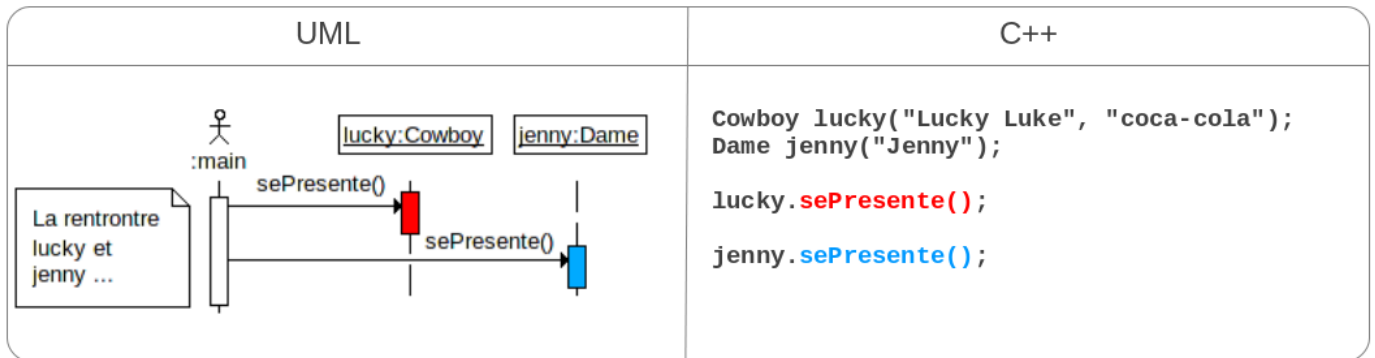 UML
C++
:main
lucky:Cowboy
jenny:Dame
sePresente()
sePresente()
La rentrontre
lucky et
jenny ...
Cowboy lucky("Lucky Luke", "coca-cola");
Dame jenny("Jenny");
lucky.sePresente();
jenny.sePresente();